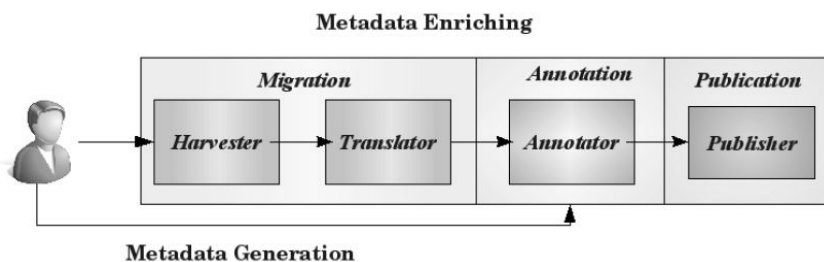 Metadata Enriching
Migration
Annotation
Publication
Harvester
Translator
Annotator
Publisher
Metadata Generation